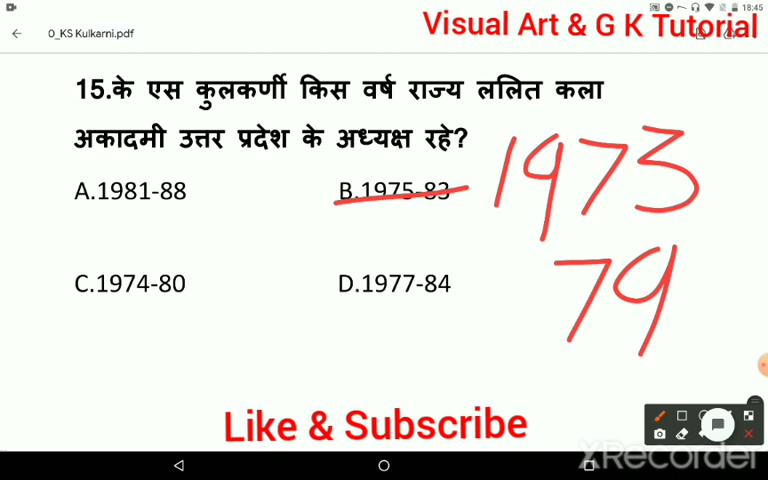 18:45
Visual Art & G K Tutorial
0_KS Kulkarni.pdf
15.के एस कुलकर्णी किस वर्ष राज्य ललित कला
अकादमी उत्तर प्रदेश के अध्यक्ष रहे?
1973
A.1981-88 B.1975-83
79
C.1974-80 D.1977-84
Like & Subscribe
XRecorder